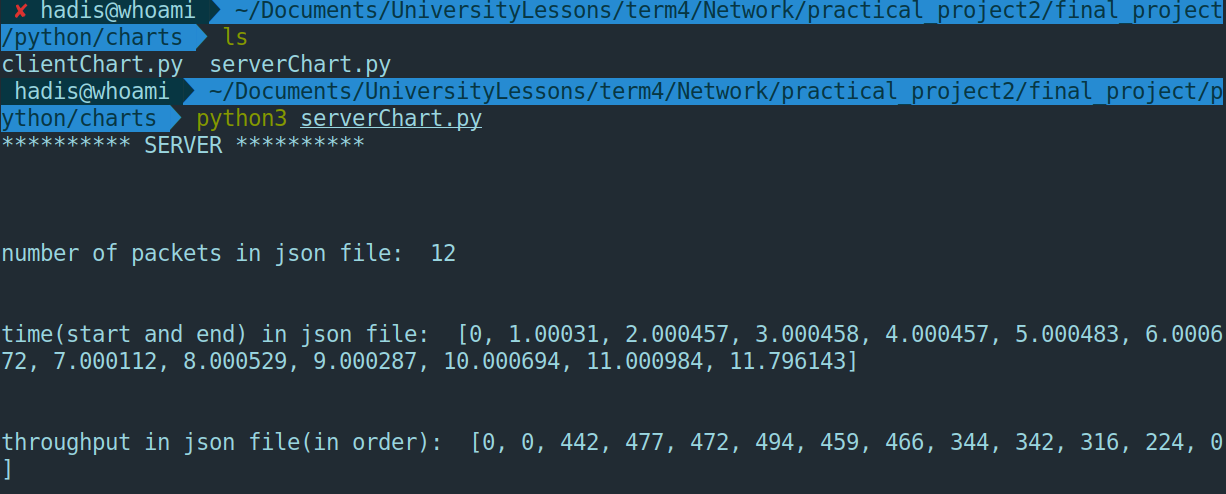 ✘ hadis@whoami ~/Documents/UniversityLessons/term4/Network/practical_project2/final_project
/python/charts ls
clientChart.py  serverChart.py
hadis@whoami ~/Documents/UniversityLessons/term4/Network/practical_project2/final_project/p
ython/charts python3 serverChart.py
********** SERVER **********
number of packets in json file:  12
time(start and end) in json file:  [0, 1.00031, 2.000457, 3.000458, 4.000457, 5.000483, 6.0006
72, 7.000112, 8.000529, 9.000287, 10.000694, 11.000984, 11.796143]
throughput in json file(in order):  [0, 0, 442, 477, 472, 494, 459, 466, 344, 342, 316, 224, 0
]